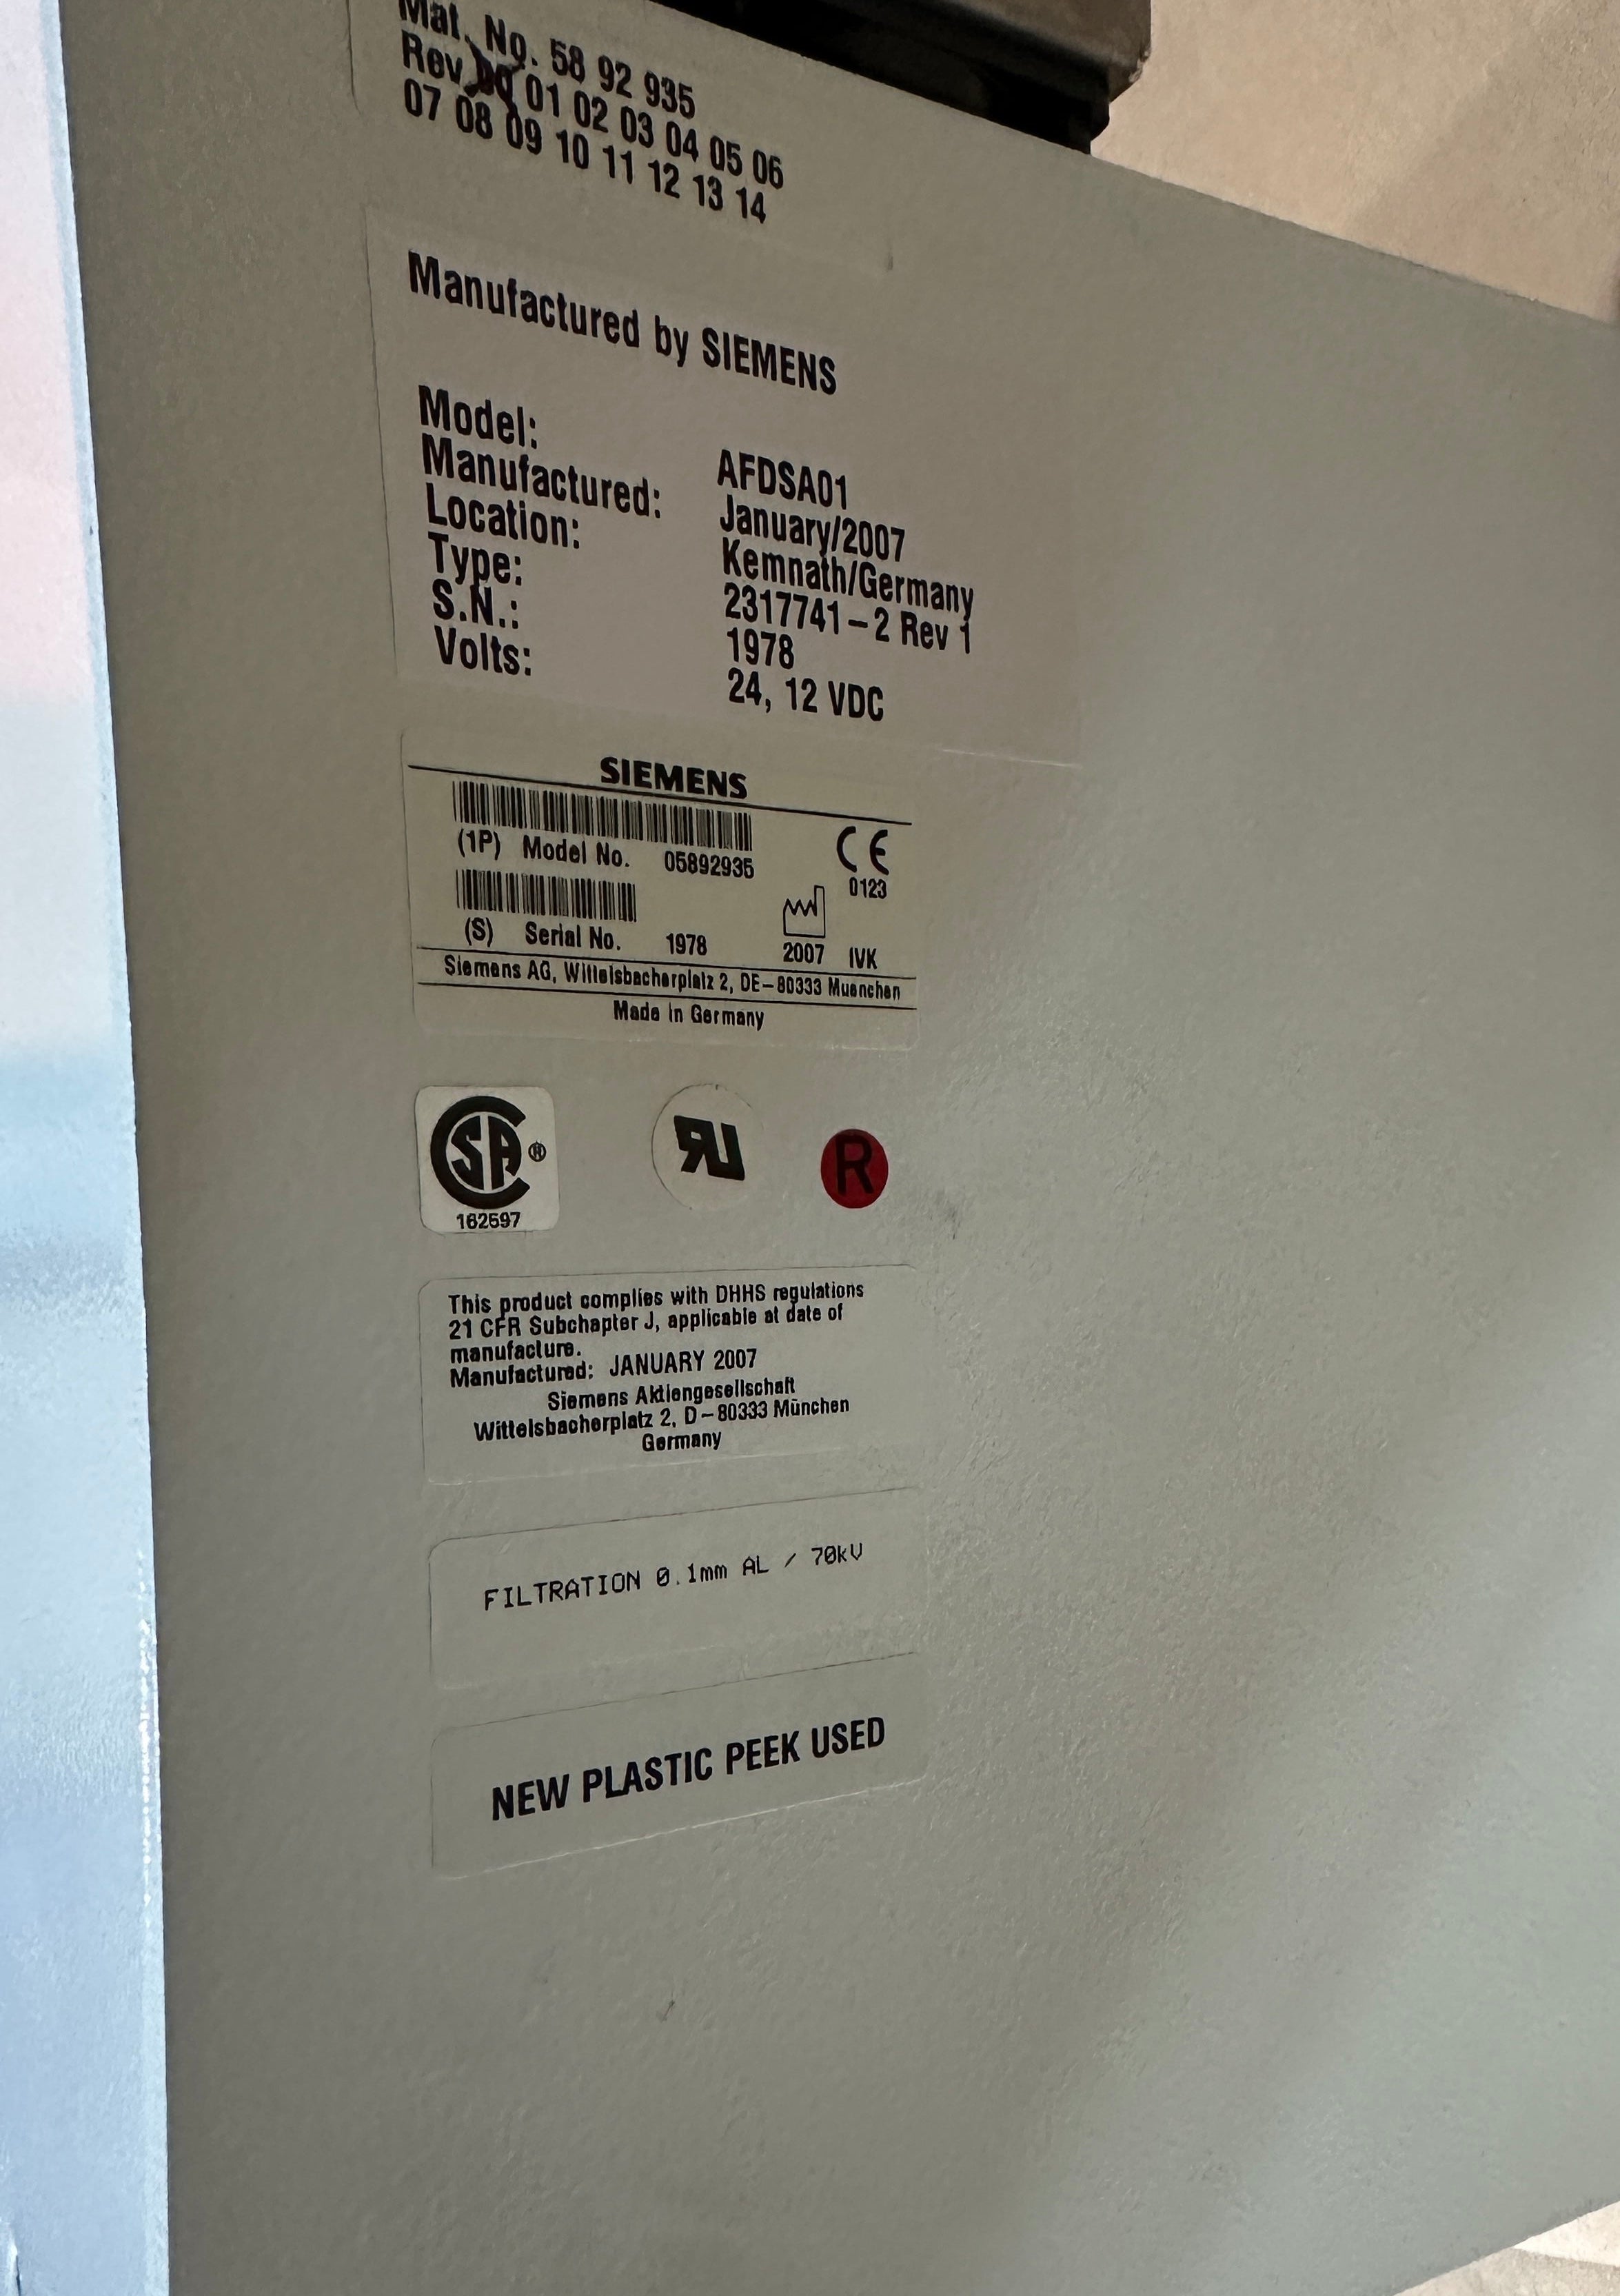 Mat. No. 58 92 935
Rev 00 01 02 03 04 05 06
07 08 09 10 11 12 13 14
Manufactured by SIEMENS
Model: AFDSA01
Manufactured: January/2007
Location: Kemnath/Germany
Type: 2317741-2 Rev 1
S.N.: 1978
Volts: 24, 12 VDC
SIEMENS
(1P) Model No. 05892935
CE
0123
(S) Serial No. 1978
2007 IVK
Siemens AG, Wittelsbacherplatz 2, DE-80333 Muenchen
Made in Germany
CSA ®
162597
RU
R
This product complies with DHHS regulations
21 CFR Subchapter J, applicable at date of
manufacture.
Manufactured: JANUARY 2007
Siemens Aktiengesellschaft
Wittelsbacherplatz 2, D-80333 München
Germany
FILTRATION 0.1mm AL / 70kV
NEW PLASTIC PEEK USED